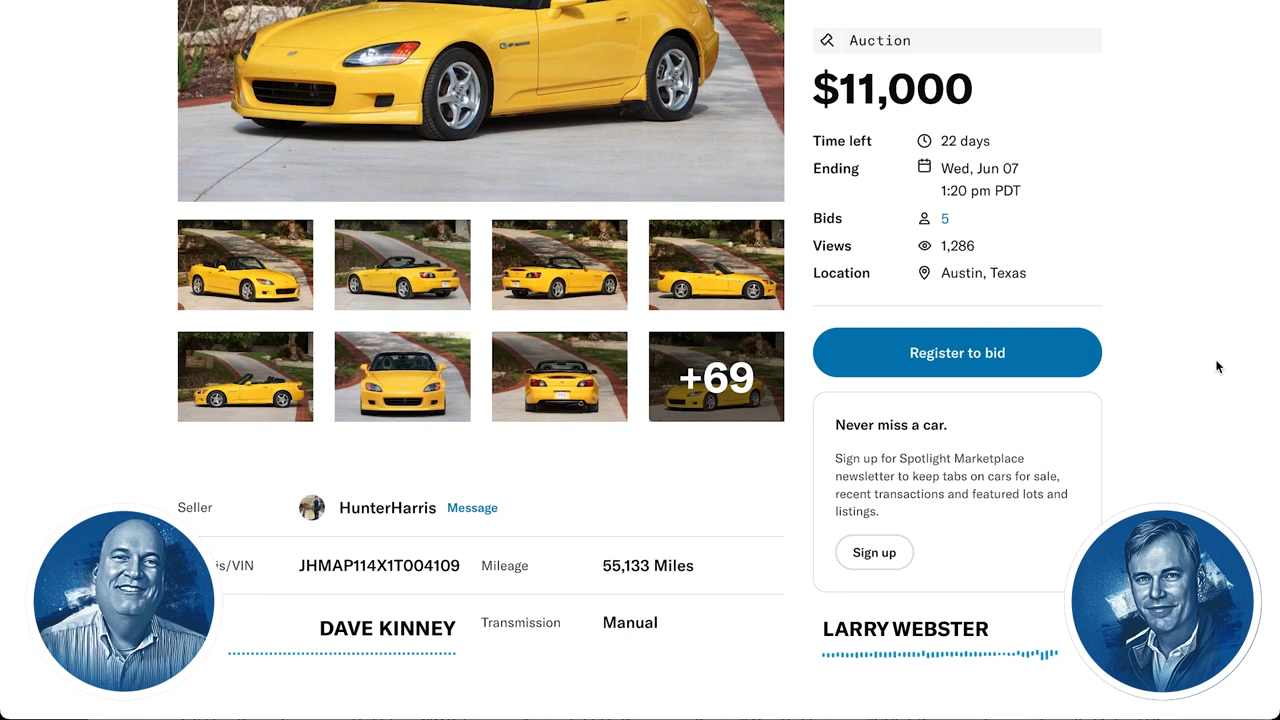 Auction
$11,000
Time left 22 days
Ending Wed, Jun 07
1:20 pm PDT
Bids 5
Views 1,286
Location Austin, Texas
+69
Register to bid
Never miss a car.
Sign up for Spotlight Marketplace
newsletter to keep tabs on cars for sale,
recent transactions and featured lots and
listings.
Sign up
Seller HunterHarris Message
is/VIN JHMAP114X1T004109 Mileage 55,133 Miles
Transmission Manual
DAVE KINNEY
LARRY WEBSTER